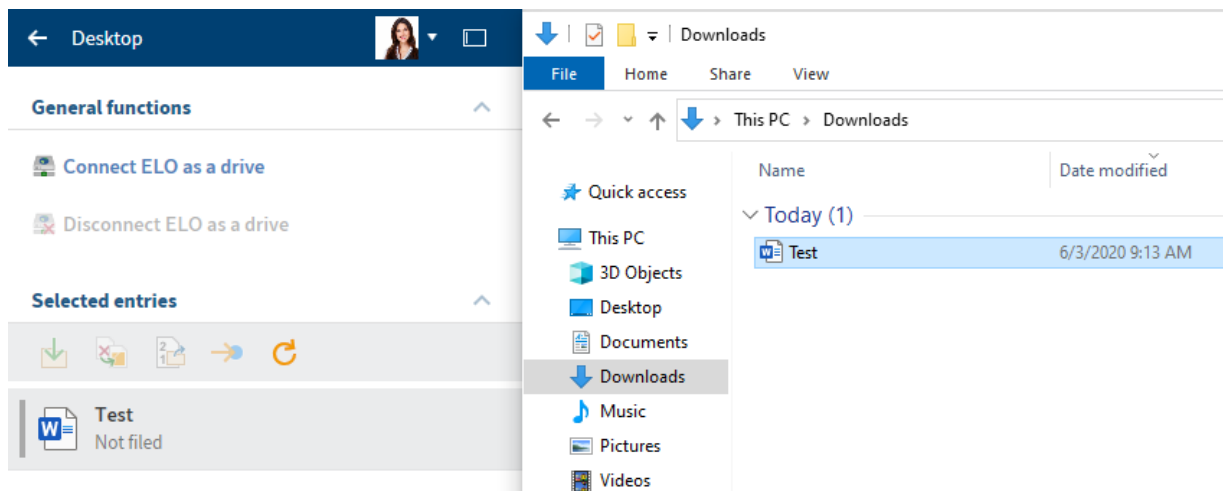 Desktop
General functions
Connect ELO as a drive
Disconnect ELO as a drive
Selected entries
2
1
W
Test
Not filed
Downloads
File Home Share View
This PC > Downloads
Name Date modified
Quick access
Today (1)
This PC
W Test 6/3/2020 9:13 AM
3D Objects
Desktop
Documents
Downloads
Music
Pictures
Videos